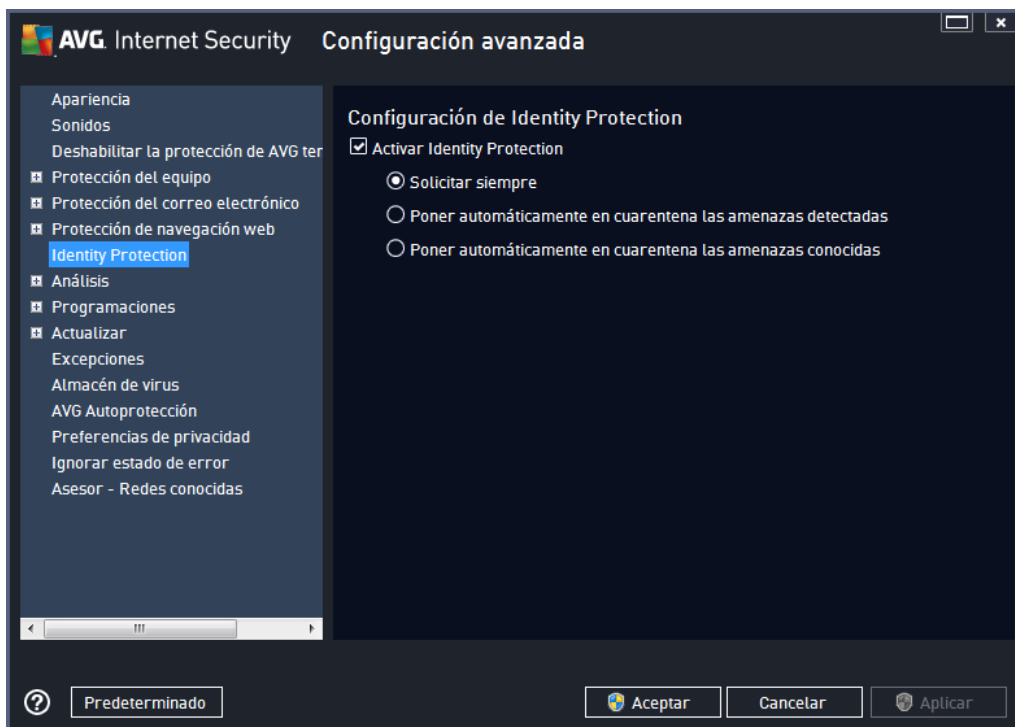 AVG. Internet Security Configuración avanzada
Apariencia
Sonidos
Deshabilitar la protección de AVG ter
Protección del equipo
Protección del correo electrónico
Protección de navegación web
Identity Protection
Análisis
Programaciones
Actualizar
Excepciones
Almacén de virus
AVG Autoprotección
Preferencias de privacidad
Ignorar estado de error
Asesor - Redes conocidas
Configuración de Identity Protection
Activar Identity Protection
Solicitar siempre
Poner automáticamente en cuarentena las amenazas detectadas
Poner automáticamente en cuarentena las amenazas conocidas
? Predeterminado Aceptar Cancelar Aplicar